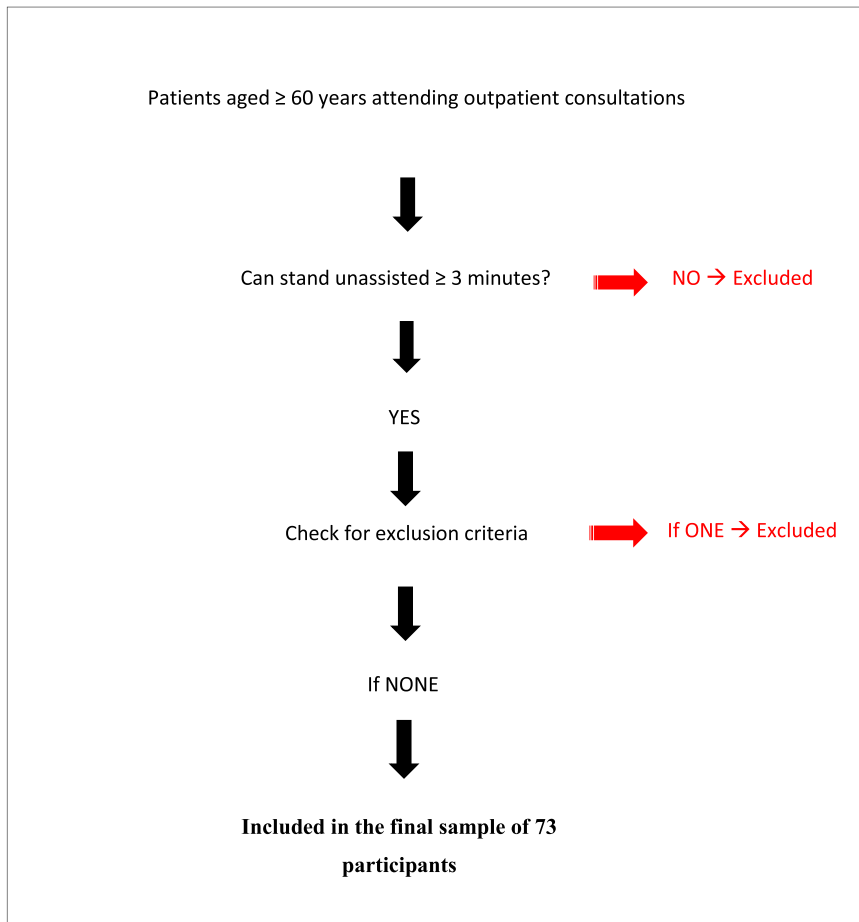 Patients aged ≥ 60 years attending outpatient consultations
Can stand unassisted ≥ 3 minutes?
NO → Excluded
YES
Check for exclusion criteria
If ONE → Excluded
If NONE
Included in the final sample of 73
participants